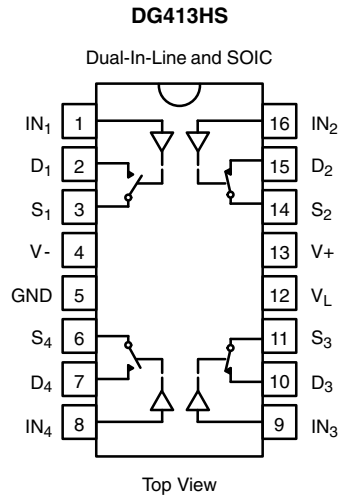 DG413HS
Dual-In-Line and SOIC
IN1 1 16 IN2
D1 2 15 D2
S1 3 14 S2
V- 4 13 V+
GND 5 12 VL
S4 6 11 S3
D4 7 10 D3
IN4 8 9 IN3
Top View